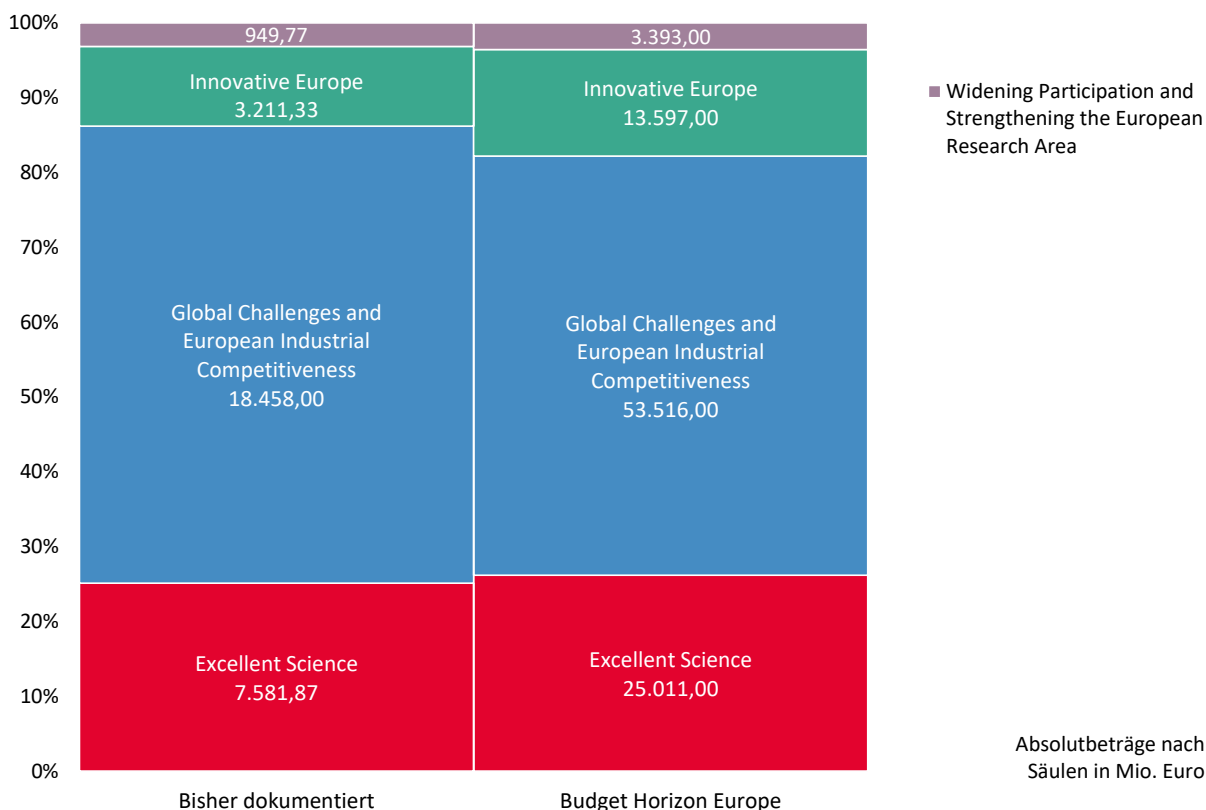 100%
90%
80%
70%
60%
50%
40%
30%
20%
10%
0%
949,77
Innovative Europe
3.211,33
Global Challenges and
European Industrial
Competitiveness
18.458,00
Excellent Science
7.581,87
Bisher dokumentiert
3.393,00
Innovative Europe
13.597,00
Global Challenges and
European Industrial
Competitiveness
53.516,00
Excellent Science
25.011,00
Budget Horizon Europe
Widening Participation and
Strengthening the European
Research Area
Absolutbeträge nach
Säulen in Mio. Euro